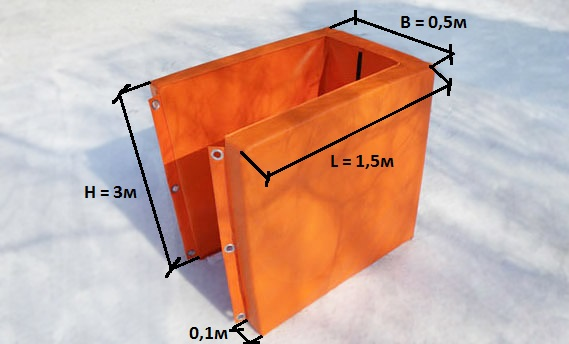 B = 0,5м
L = 1,5м
H = 3м
0,1м